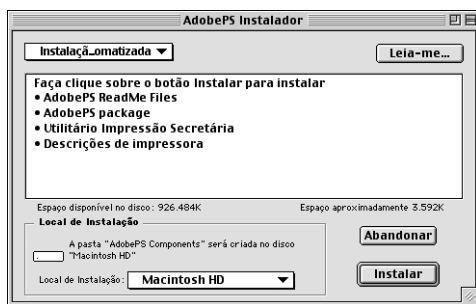 AdobePS Instalador
Instalaçã...omatizada
Leia-me...
Faça clique sobre o botão Instalar para instalar
• AdobePS ReadMe Files
• AdobePS package
• Utilitário Impressão Secretária
• Descrições de impressora
Espaço disponível no disco: 926.484K Espaço aproximadamente 3.592K
Local de Instalação
A pasta "AdobePS Components" será criada no disco
"Macintosh HD"
Abandonar
Local de Instalação: Macintosh HD
Instalar